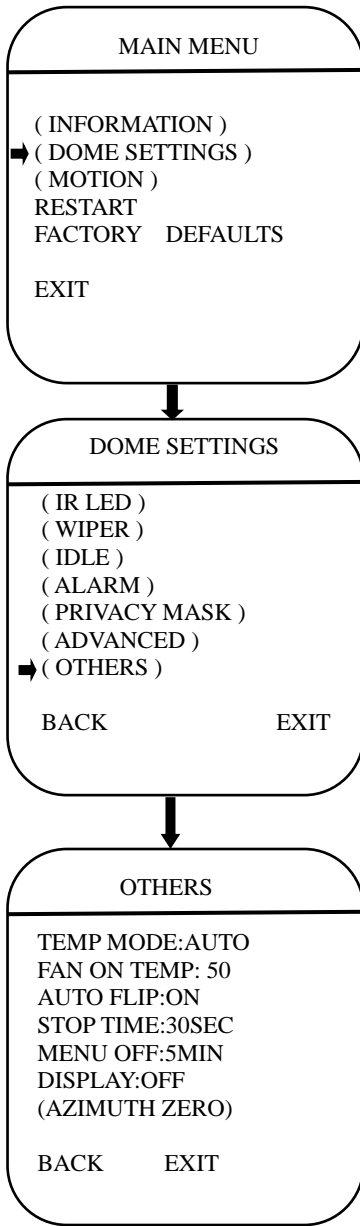 MAIN MENU
( INFORMATION )
( DOME SETTINGS )
( MOTION )
RESTART
FACTORY DEFAULTS
EXIT
DOME SETTINGS
( IR LED )
( WIPER )
( IDLE )
( ALARM )
( PRIVACY MASK )
( ADVANCED )
( OTHERS )
BACK EXIT
OTHERS
TEMP MODE:AUTO
FAN ON TEMP: 50
AUTO FLIP:ON
STOP TIME:30SEC
MENU OFF:5MIN
DISPLAY:OFF
(AZIMUTH ZERO)
BACK EXIT